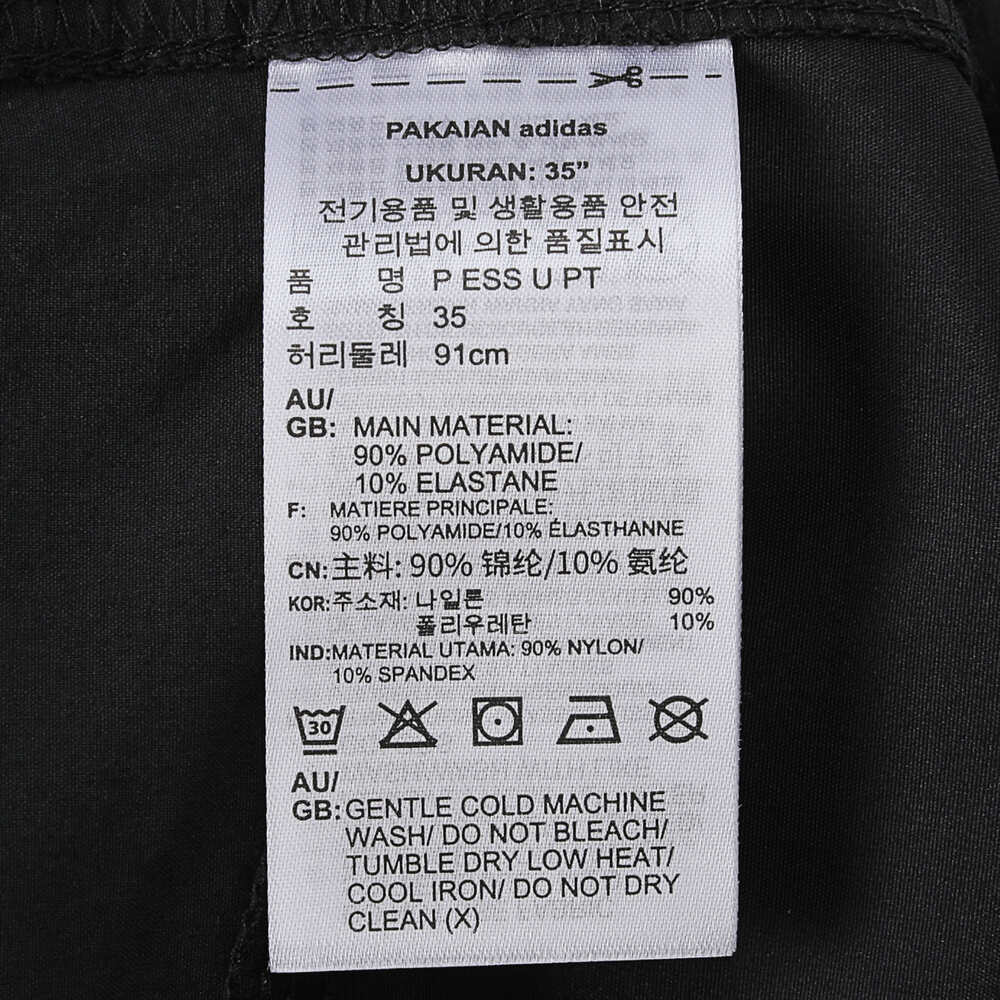 PAKAIAN adidas
UKURAN: 35”
전기용품 및 생활용품 안전
관리법에 의한 품질표시
품 명 P ESS U PT
호 칭 35
허리둘레 91cm
AU/
GB: MAIN MATERIAL:
90% POLYAMIDE/
10% ELASTANE
F: MATIERE PRINCIPALE:
90% POLYAMIDE/10% ÉLASTHANNE
CN: 主料: 90% 锦纶/10% 氨纶
KOR: 주소재: 나일론 90%
폴리우레탄 10%
IND: MATERIAL UTAMA: 90% NYLON/
10% SPANDEX
30
AU/
GB: GENTLE COLD MACHINE
WASH/ DO NOT BLEACH/
TUMBLE DRY LOW HEAT/
COOL IRON/ DO NOT DRY
CLEAN (X)